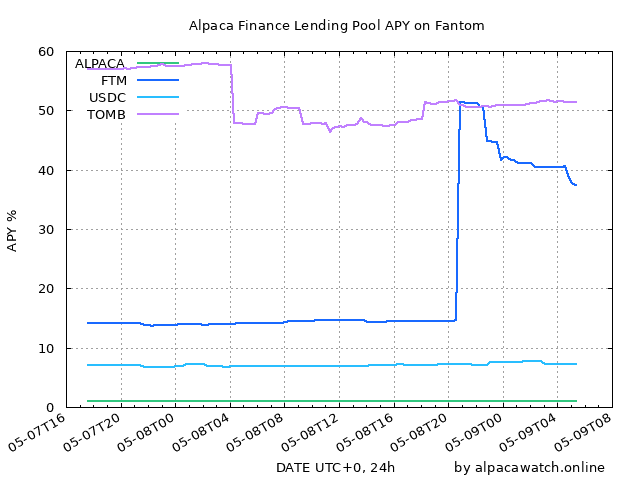 Alpaca Finance Lending Pool APY on Fantom
60
50
40
30
20
10
0
APY %
ALPACA
FTM
USDC
TOMB
05-07T16
05-07T20
05-08T00
05-08T04
05-08T08
05-08T12
05-08T16
05-08T20
05-09T00
05-09T04
05-09T08
DATE UTC+0, 24h
by alpacawatch.online